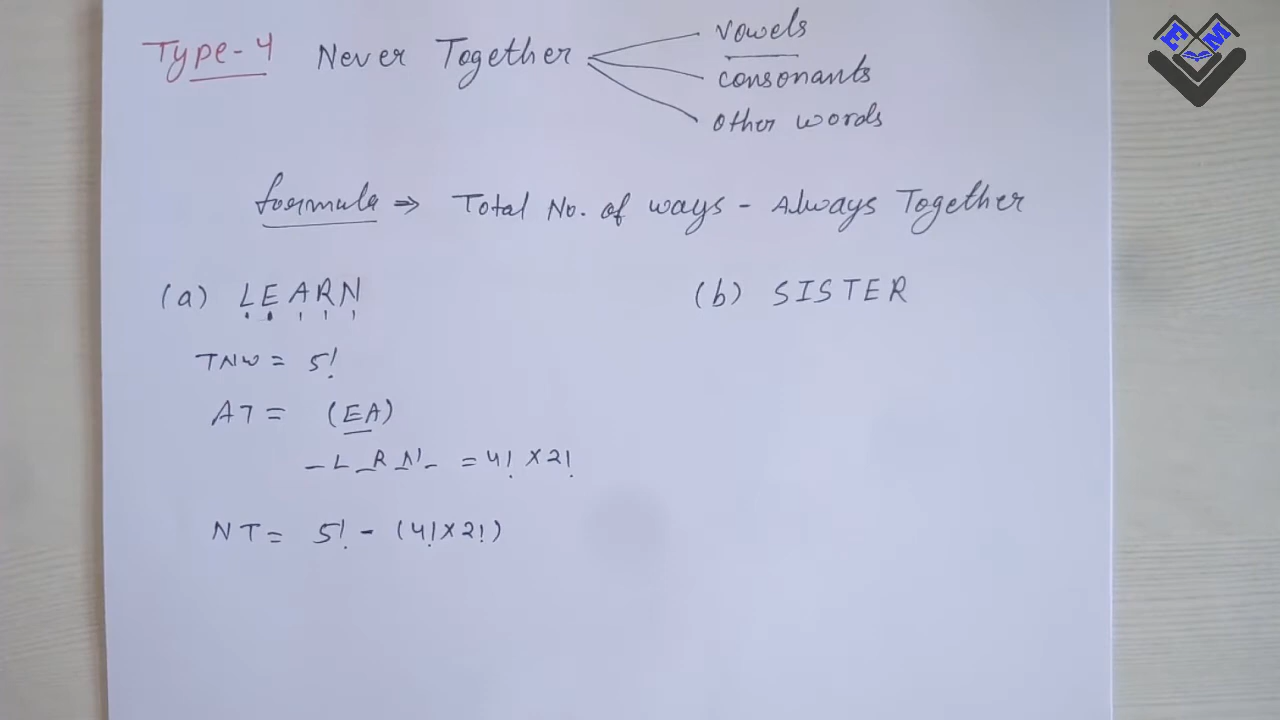 Type-4 Never Together
vowels
consonants
other words
formula ⇒ Total No. of ways - Always Together
(a) LEARN
(b) SISTER
TNW = 5!
AT = (EA)
_ L _ R _ N _ = 4! × 2!
NT = 5! - (4! × 2!)
F M